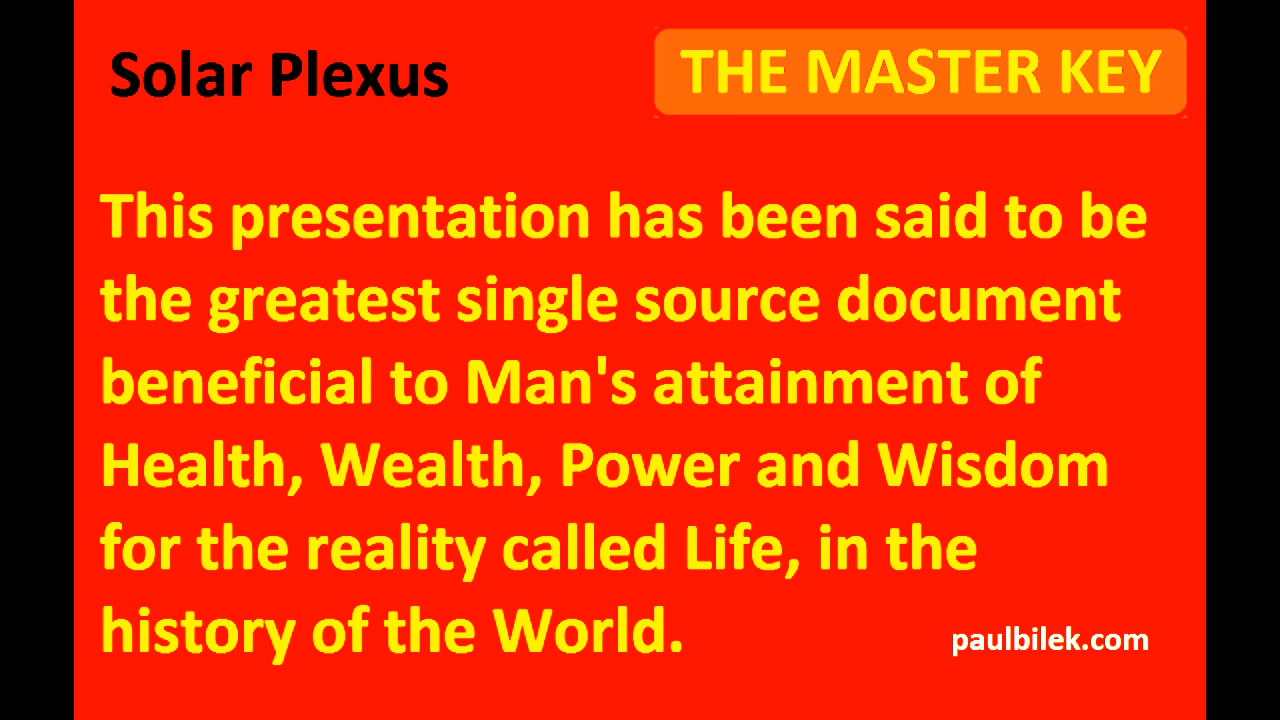 Solar Plexus
THE MASTER KEY
This presentation has been said to be
the greatest single source document
beneficial to Man's attainment of
Health, Wealth, Power and Wisdom
for the reality called Life, in the
history of the World.
paulbilek.com